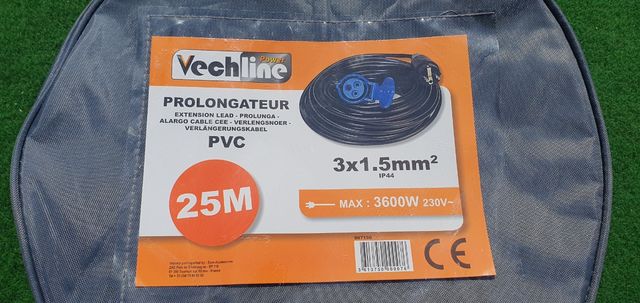 Vechline
Power
PROLONGATEUR
EXTENSION LEAD - PROLUNGA -
ALARGO CABLE CEE - VERLENGSNOER -
VERLÄNGERUNGSKABEL
PVC
25M
3x1.5mm²
IP44
MAX : 3600W 230V~
CE